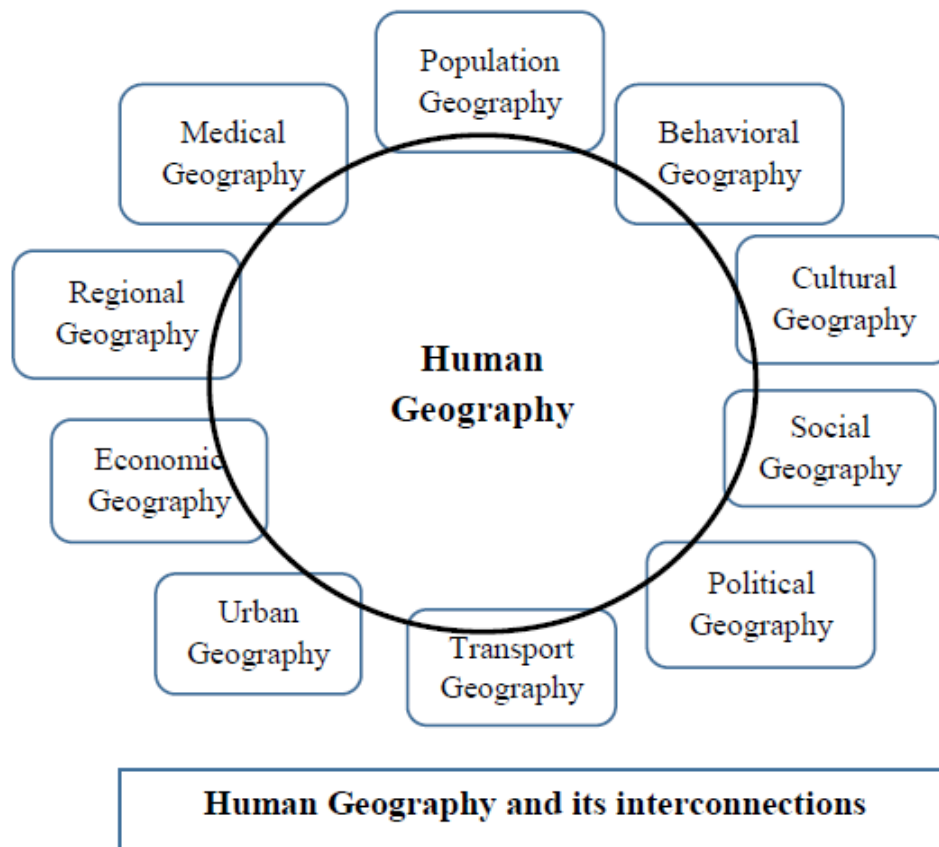 Population
Geography
Medical
Geography
Behavioral
Geography
Regional
Geography
Cultural
Geography
Human
Geography
Economic
Geography
Social
Geography
Urban
Geography
Political
Geography
Transport
Geography
Human Geography and its interconnections